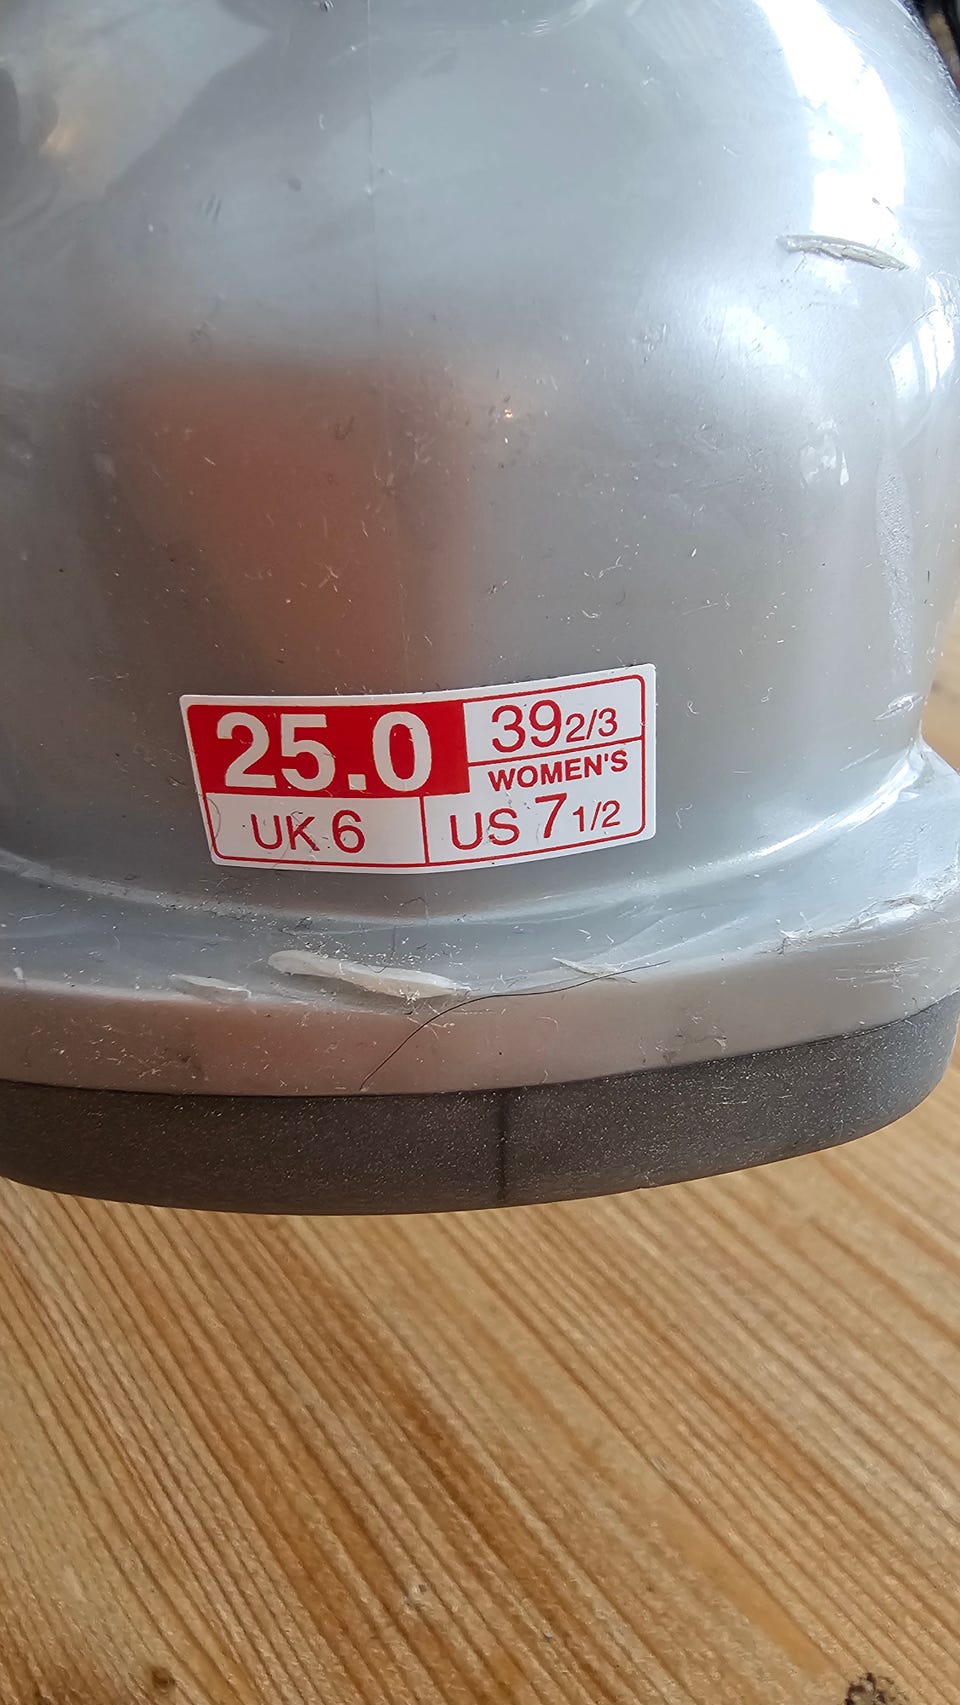 25.0
39 2/3
WOMEN'S
UK 6
US 7 1/2